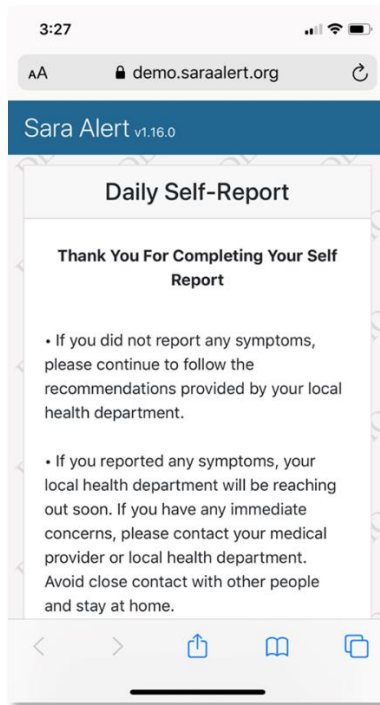 3:27
AA demo.saraalert.org
Sara Alert v1.16.0
Daily Self-Report
Thank You For Completing Your Self
Report
• If you did not report any symptoms,
please continue to follow the
recommendations provided by your local
health department.
• If you reported any symptoms, your
local health department will be reaching
out soon. If you have any immediate
concerns, please contact your medical
provider or local health department.
Avoid close contact with other people
and stay at home.